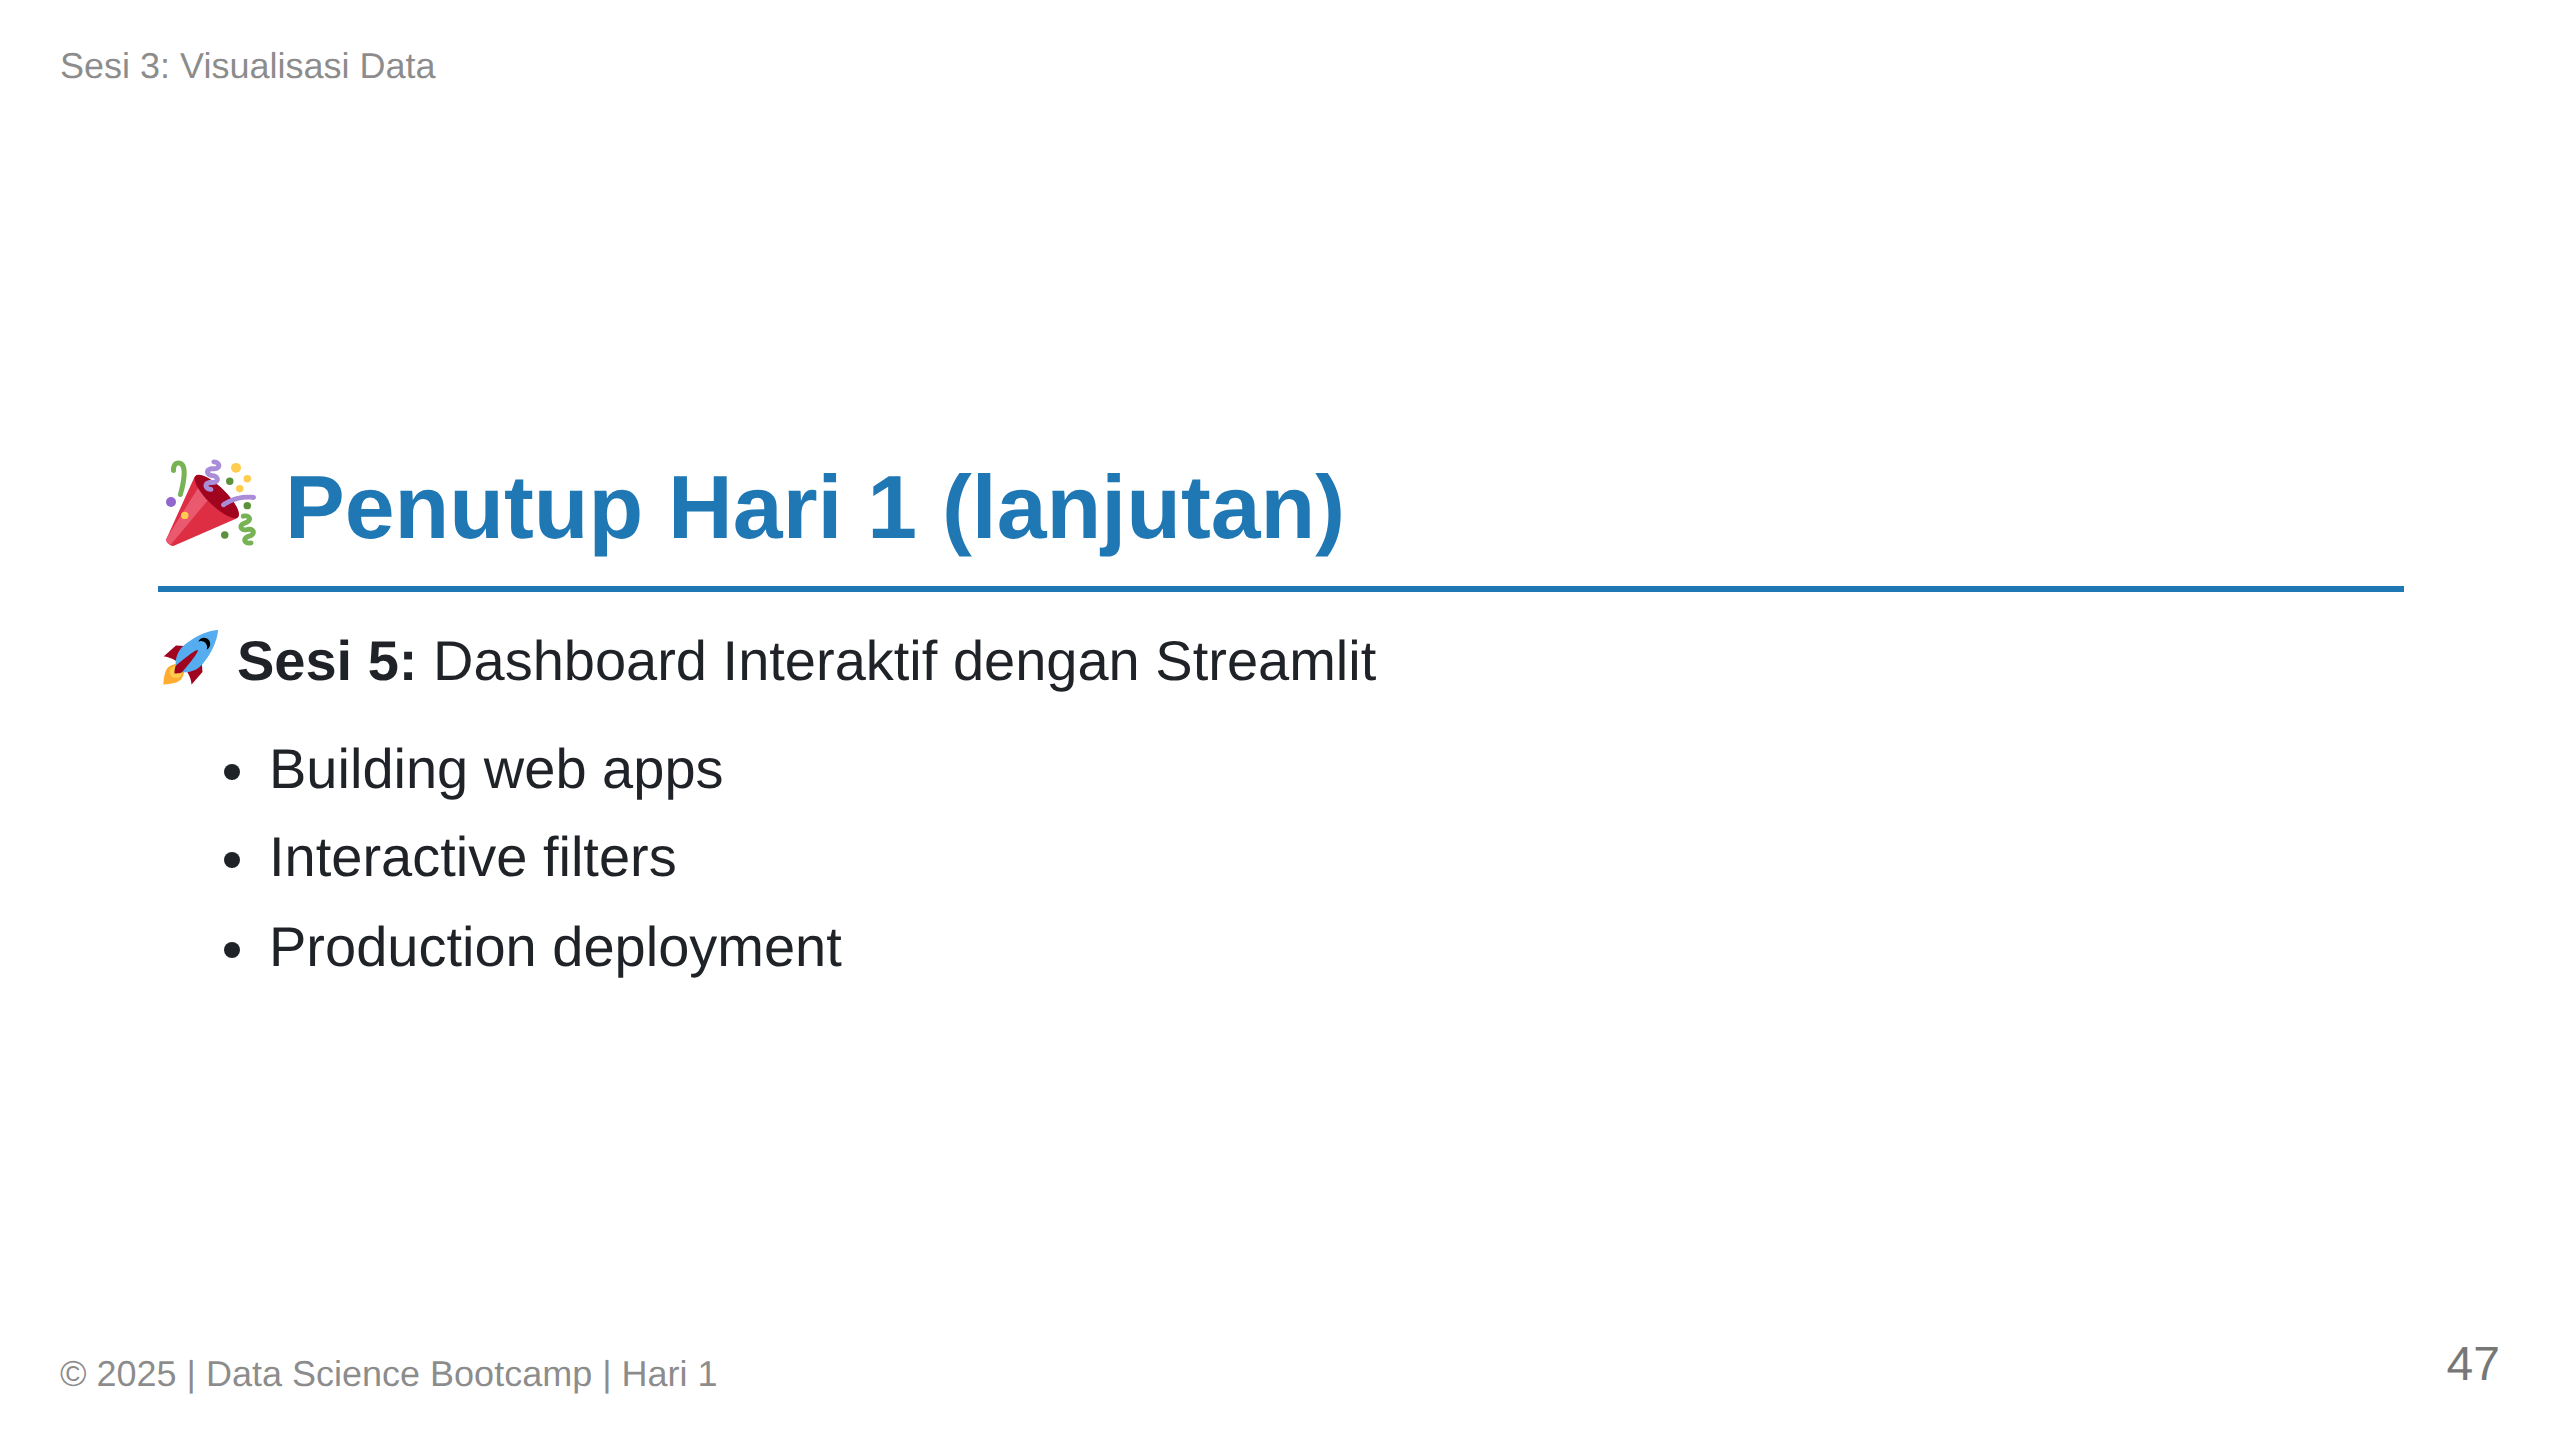 Sesi 3: Visualisasi Data
🎉 Penutup Hari 1 (lanjutan)
🚀 Sesi 5: Dashboard Interaktif dengan Streamlit
• Building web apps
• Interactive filters
• Production deployment
© 2025 | Data Science Bootcamp | Hari 1
47